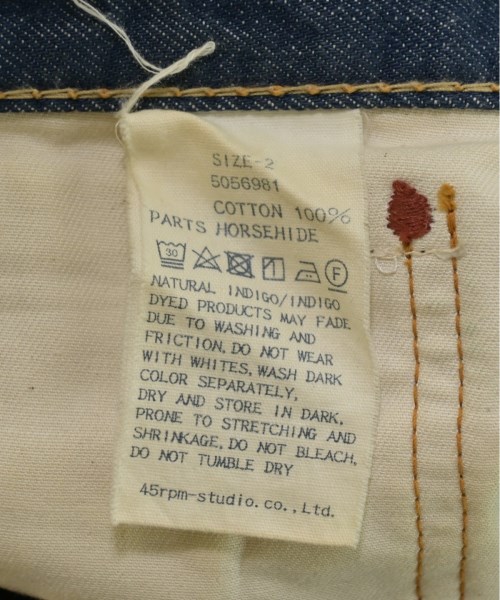 SIZE-2
5056981
COTTON 100%
PARTS HORSEHIDE
30 F
NATURAL INDIGO/INDIGO
DYED PRODUCTS MAY FADE
DUE TO WASHING AND
FRICTION, DO NOT WEAR
WITH WHITES, WASH DARK
COLOR SEPARATELY,
DRY AND STORE IN DARK,
PRONE TO STRETCHING AND
SHRINKAGE, DO NOT BLEACH,
DO NOT TUMBLE DRY
45rpm-studio.co.,Ltd.